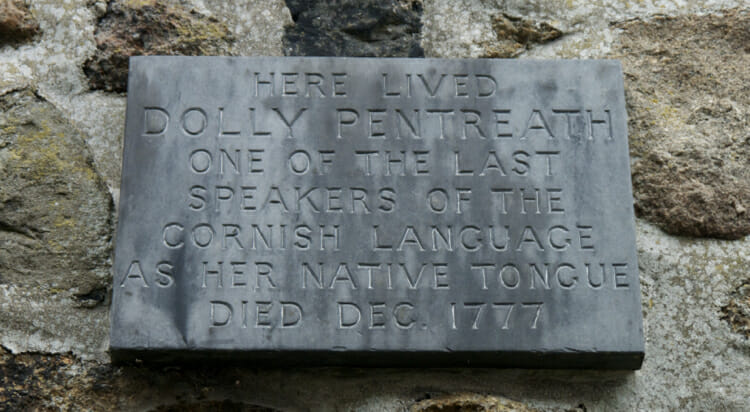 HERE LIVED
DOLLY PENTREATH
ONE OF THE LAST
SPEAKERS OF THE
CORNISH LANGUAGE
AS HER NATIVE TONGUE
DIED DEC. 1777